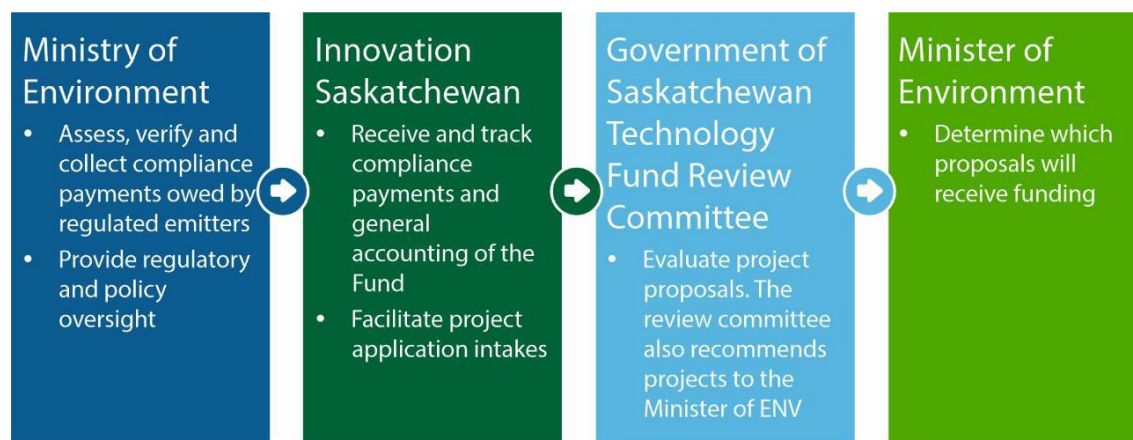 Ministry of
Environment
• Assess, verify and
collect compliance
payments owed by
regulated emitters
• Provide regulatory
and policy
oversight
Innovation
Saskatchewan
• Receive and track
compliance
payments and
general
accounting of the
Fund
• Facilitate project
application intakes
Government of
Saskatchewan
Technology
Fund Review
Committee
• Evaluate project
proposals. The
review committee
also recommends
projects to the
Minister of ENV
Minister of
Environment
• Determine which
proposals will
receive funding